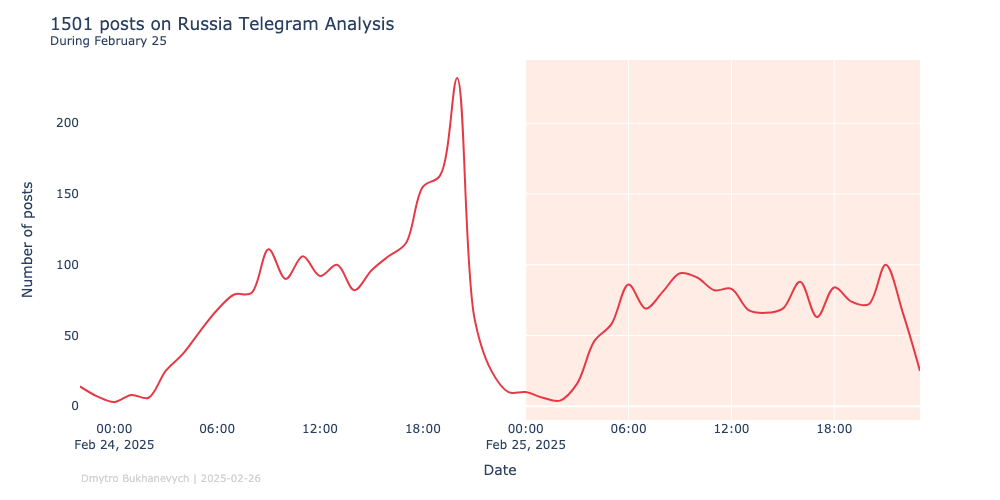 1501 posts on Russia Telegram Analysis
During February 25
Number of posts
200
150
100
50
0
00:00 06:00 12:00 18:00 00:00 06:00 12:00 18:00
Feb 24, 2025 Feb 25, 2025
Date
Dmytro Bukhanevych | 2025-02-26